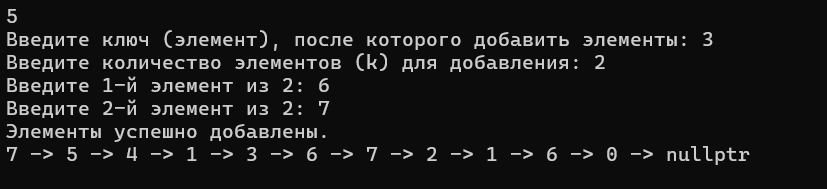 5
Введите ключ (элемент), после которого добавить элементы: 3
Введите количество элементов (k) для добавления: 2
Введите 1-й элемент из 2: 6
Введите 2-й элемент из 2: 7
Элементы успешно добавлены.
7 -> 5 -> 4 -> 1 -> 3 -> 6 -> 7 -> 2 -> 1 -> 6 -> 0 -> nullptr